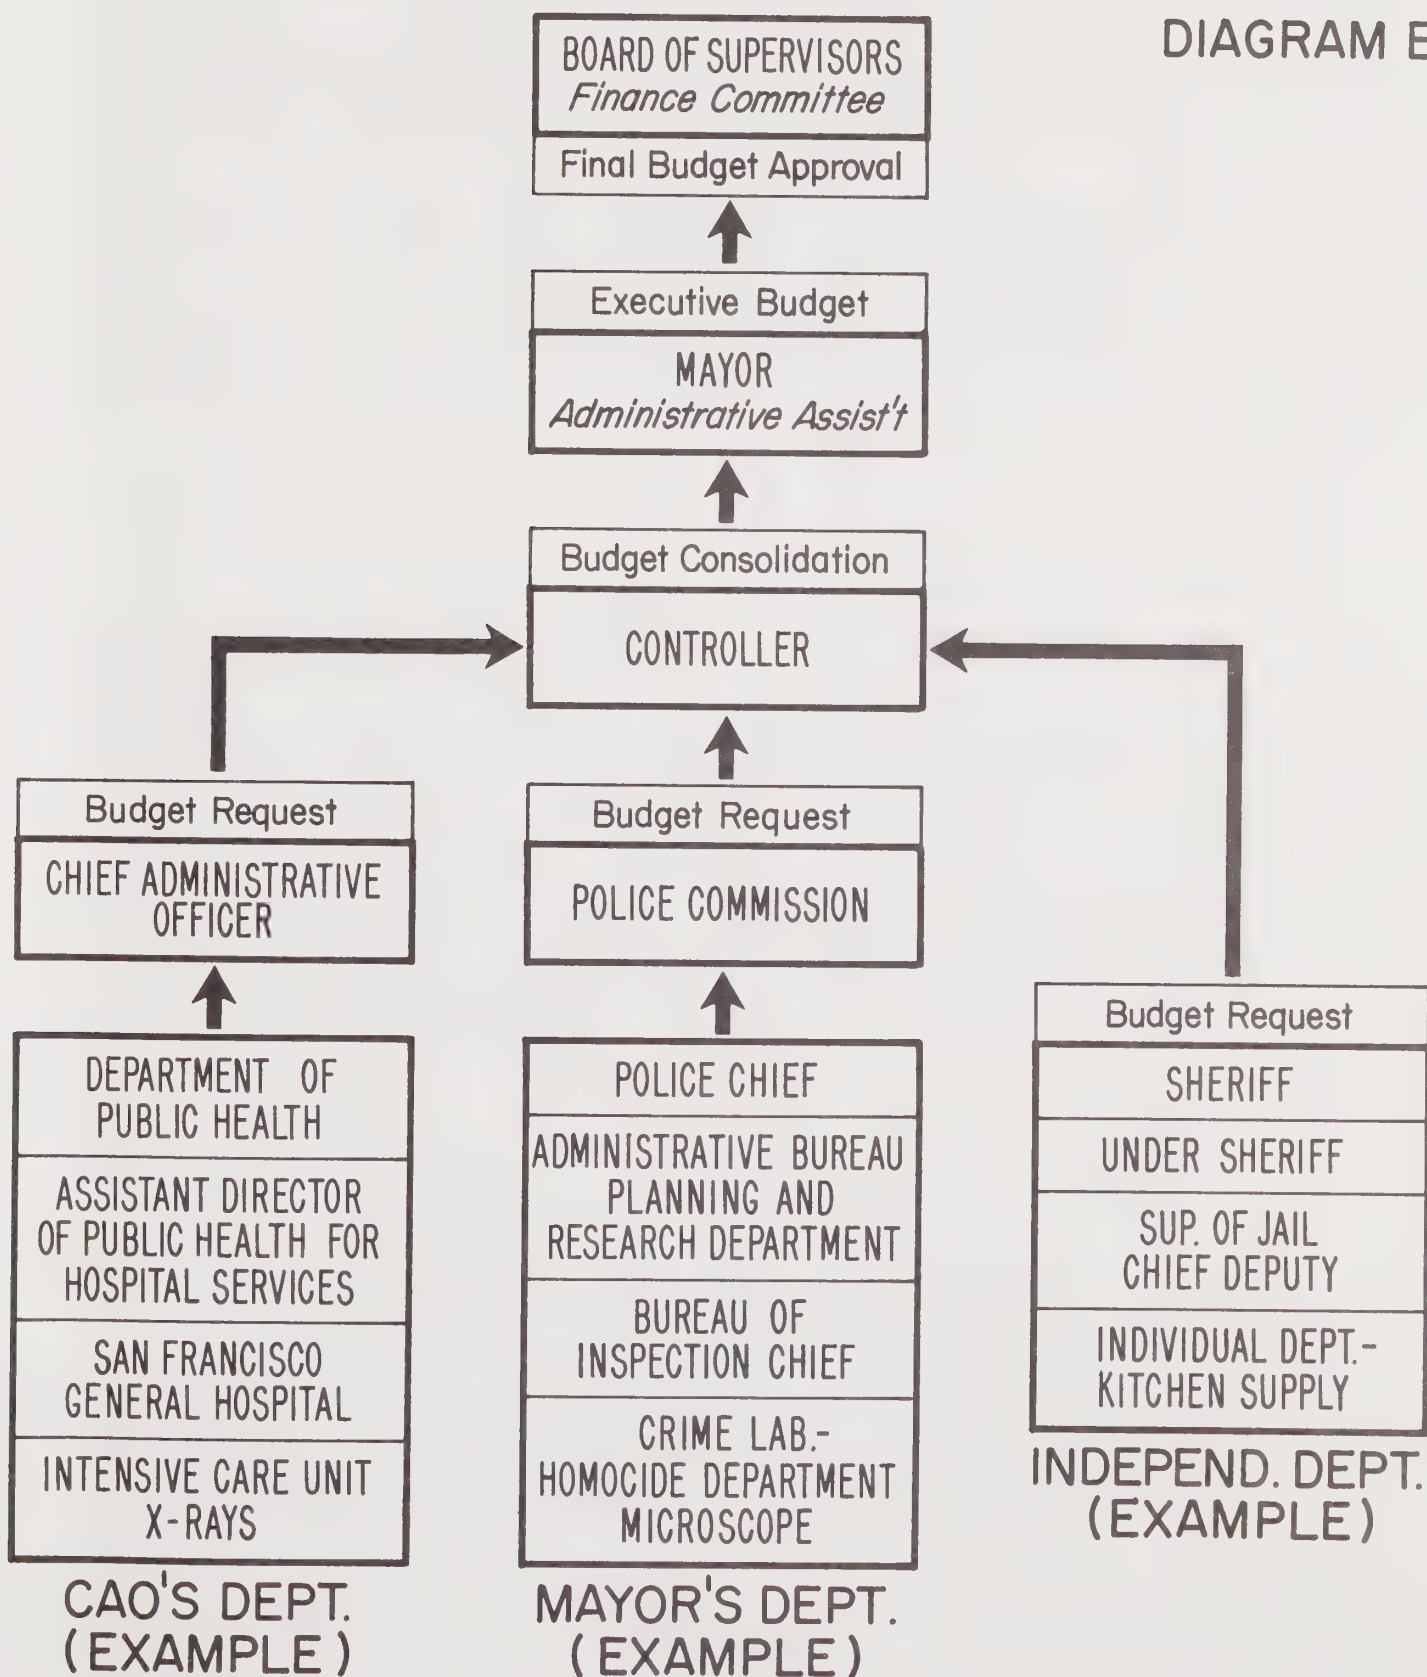 DIAGRAM B
BOARD OF SUPERVISORS
Finance Committee
Final Budget Approval
Executive Budget
MAYOR
Administrative Assist't
Budget Consolidation
CONTROLLER
Budget Request
CHIEF ADMINISTRATIVE
OFFICER
DEPARTMENT OF
PUBLIC HEALTH
ASSISTANT DIRECTOR
OF PUBLIC HEALTH FOR
HOSPITAL SERVICES
SAN FRANCISCO
GENERAL HOSPITAL
INTENSIVE CARE UNIT
X-RAYS
CAO'S DEPT.
(EXAMPLE)
Budget Request
POLICE COMMISSION
POLICE CHIEF
ADMINISTRATIVE BUREAU
PLANNING AND
RESEARCH DEPARTMENT
BUREAU OF
INSPECTION CHIEF
CRIME LAB.-
HOMOCIDE DEPARTMENT
MICROSCOPE
MAYOR'S DEPT.
(EXAMPLE)
Budget Request
SHERIFF
UNDER SHERIFF
SUP. OF JAIL
CHIEF DEPUTY
INDIVIDUAL DEPT.-
KITCHEN SUPPLY
INDEPEND. DEPT.
(EXAMPLE)